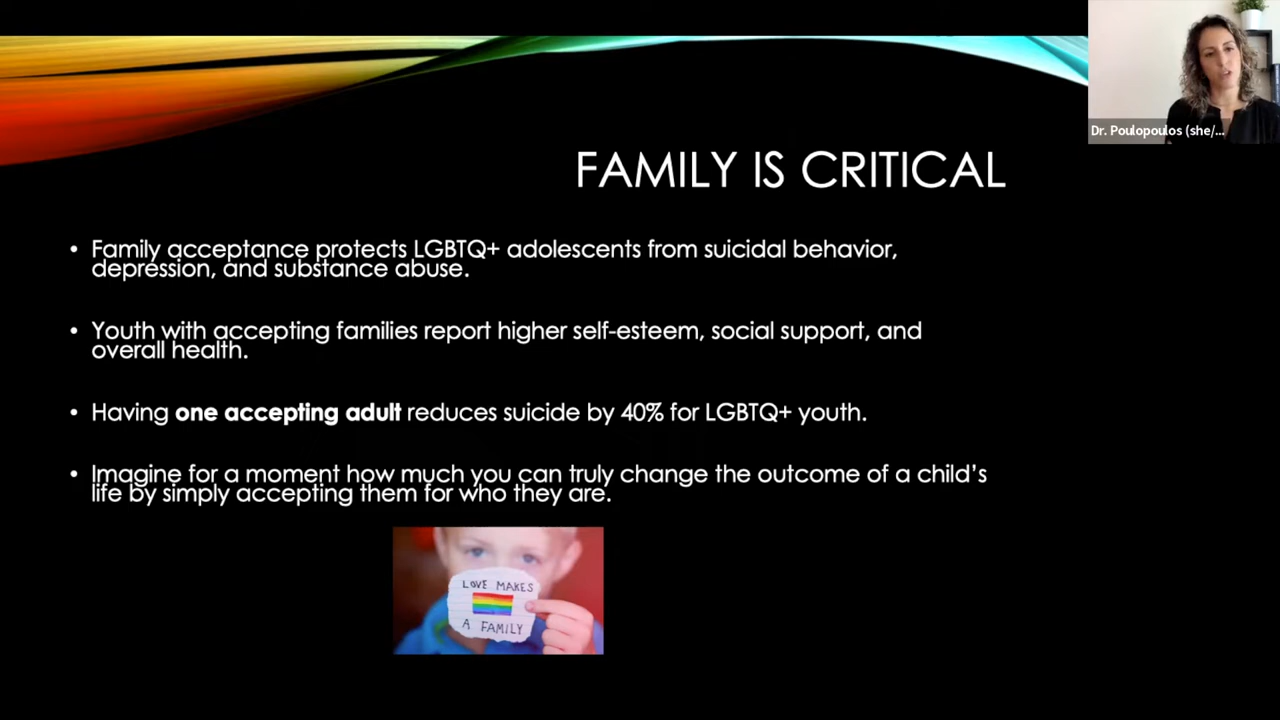 Dr. Poulopoulos (she/...
FAMILY IS CRITICAL
• Family acceptance protects LGBTQ+ adolescents from suicidal behavior,
depression, and substance abuse.
• Youth with accepting families report higher self-esteem, social support, and
overall health.
• Having one accepting adult reduces suicide by 40% for LGBTQ+ youth.
• Imagine for a moment how much you can truly change the outcome of a child’s
life by simply accepting them for who they are.
LOVE MAKES
A FAMILY